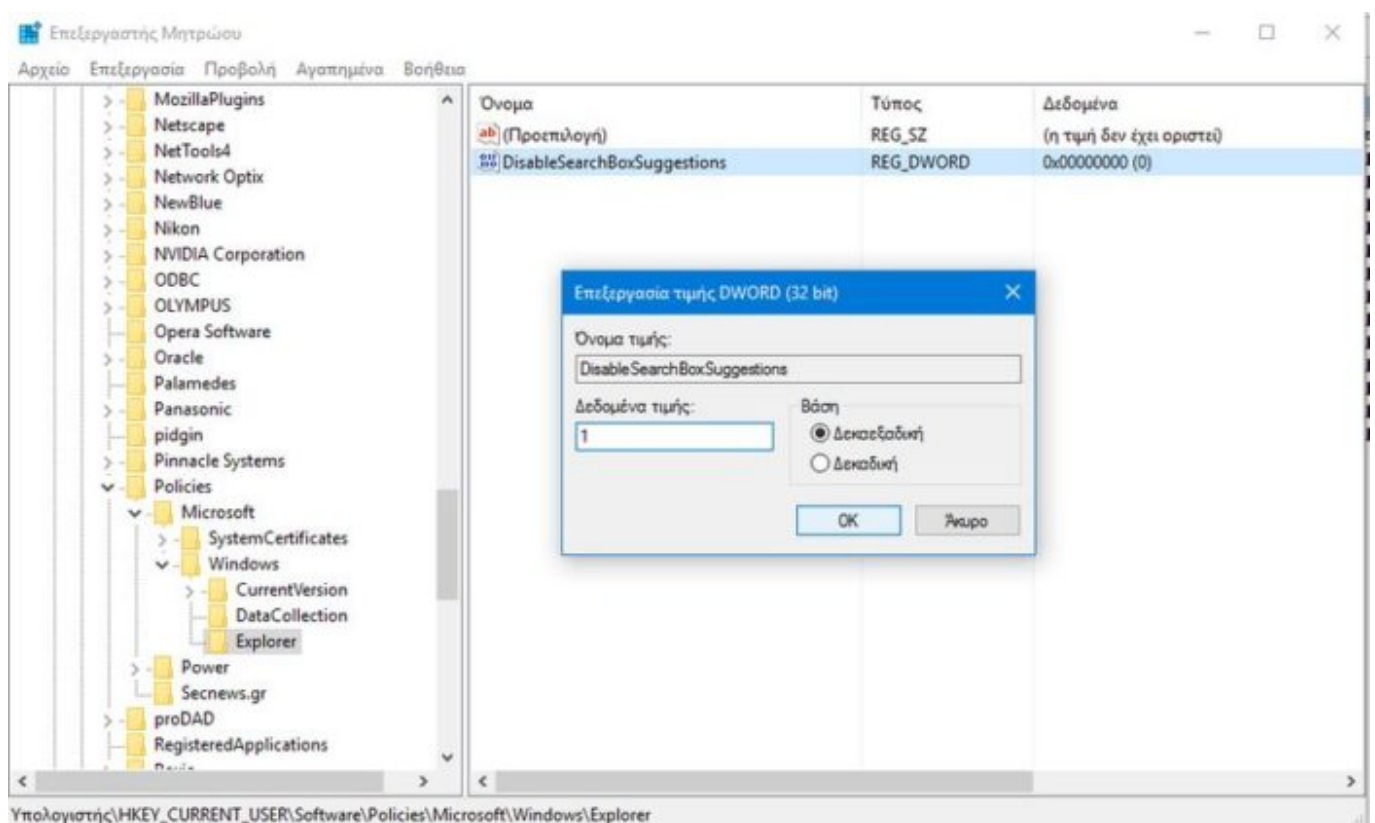 Επεξεργαστής Μητρώου
Αρχείο Επεξεργασία Προβολή Αγαπημένα Βοήθεια
MozillaPlugins
Netscape
NetTools4
Network Optix
NewBlue
Nikon
NVIDIA Corporation
ODBC
OLYMPUS
Opera Software
Oracle
Palamedes
Panasonic
pidgin
Pinnacle Systems
Policies
Microsoft
SystemCertificates
Windows
CurrentVersion
DataCollection
Explorer
Power
Secnews.gr
proDAD
RegisteredApplications
Όνομα Τύπος Δεδομένα
(Προεπιλογή) REG_SZ (η τιμή δεν έχει οριστεί)
DisableSearchBoxSuggestions REG_DWORD 0x00000000 (0)
Επεξεργασία τιμής DWORD (32 bit)
Όνομα τιμής:
DisableSearchBoxSuggestions
Δεδομένα τιμής: Βάση
1
Δεκαεξαδική
Δεκαδική
OK Άκυρο
Υπολογιστής\HKEY_CURRENT_USER\Software\Policies\Microsoft\Windows\Explorer